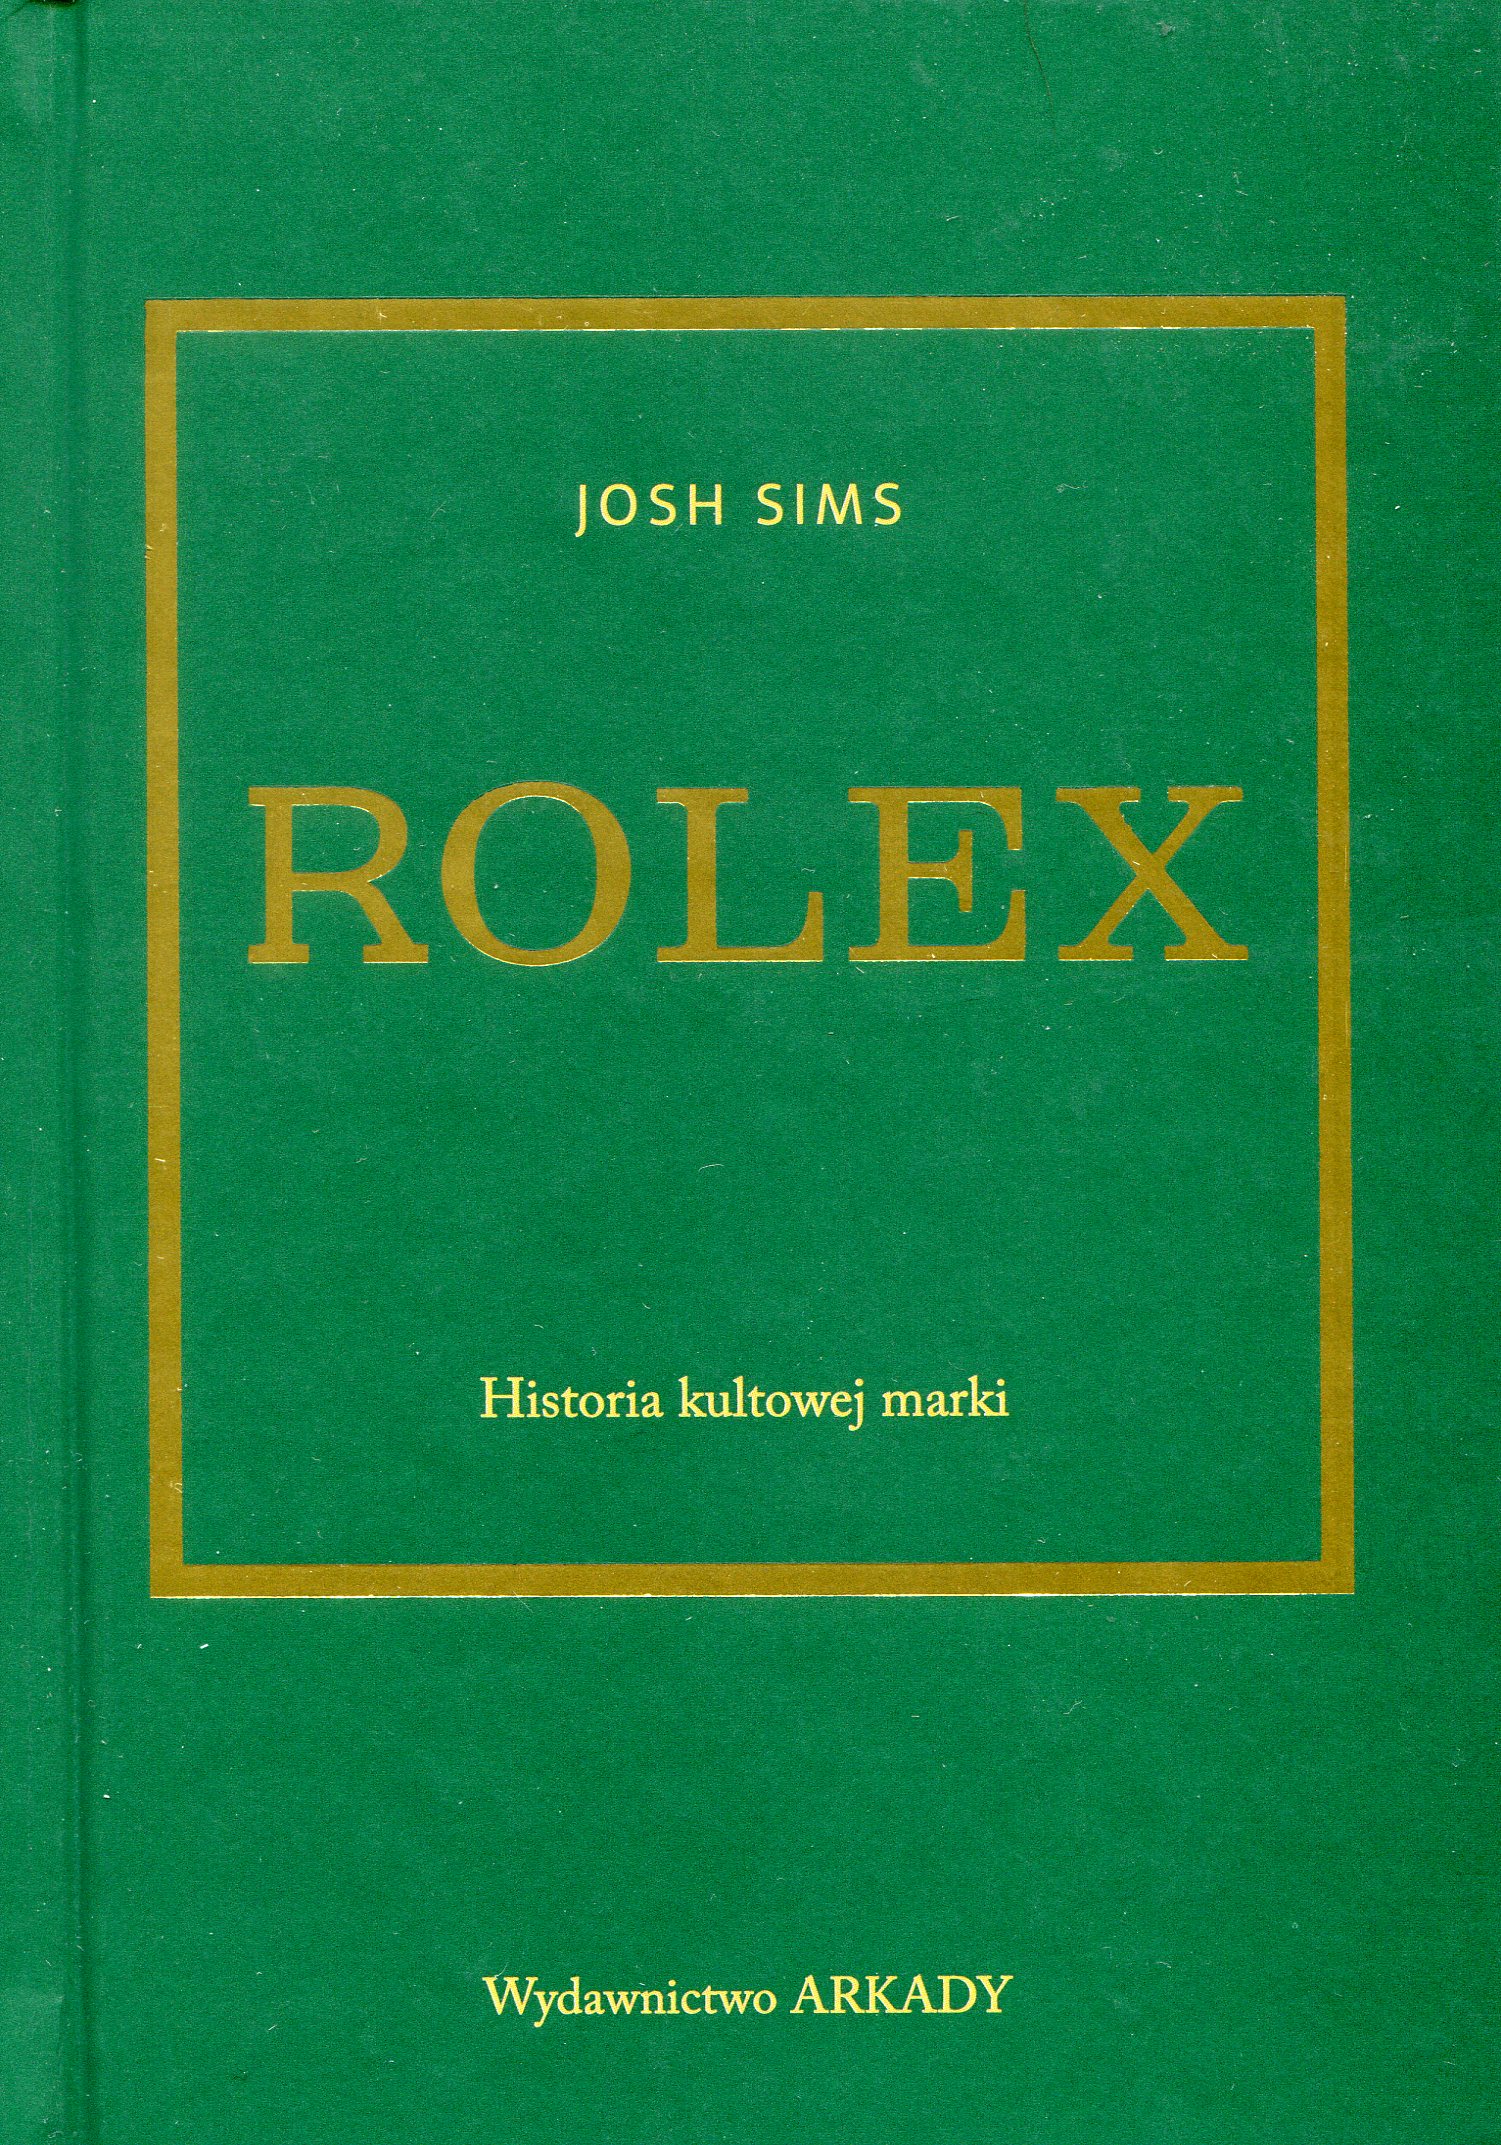 JOSH SIMS
ROLEX
Historia kultowej marki
Wydawnictwo ARKADY